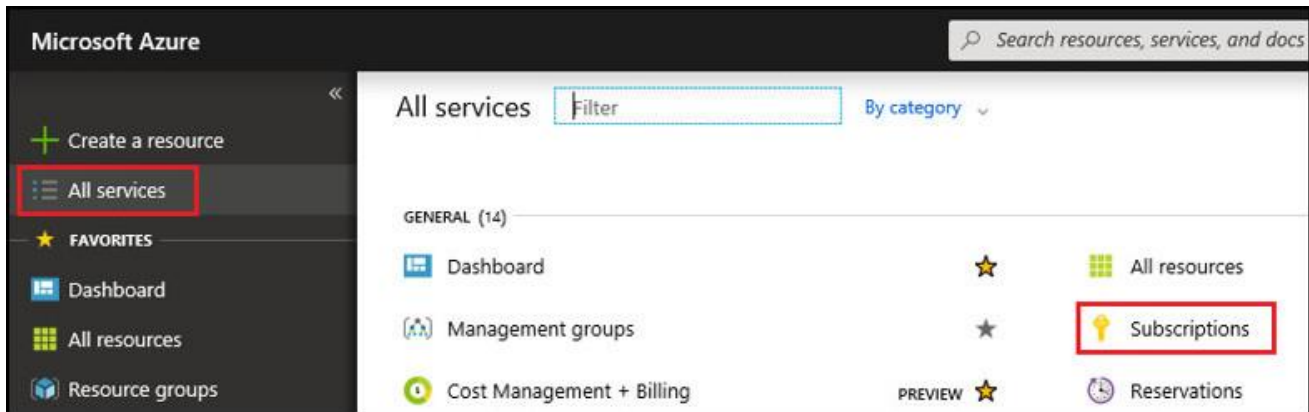 Microsoft Azure
Search resources, services, and docs
«
Create a resource
All services
FAVORITES
Dashboard
All resources
Resource groups
All services
Filter
By category
GENERAL (14)
Dashboard
All resources
Management groups
Subscriptions
Cost Management + Billing
PREVIEW
Reservations